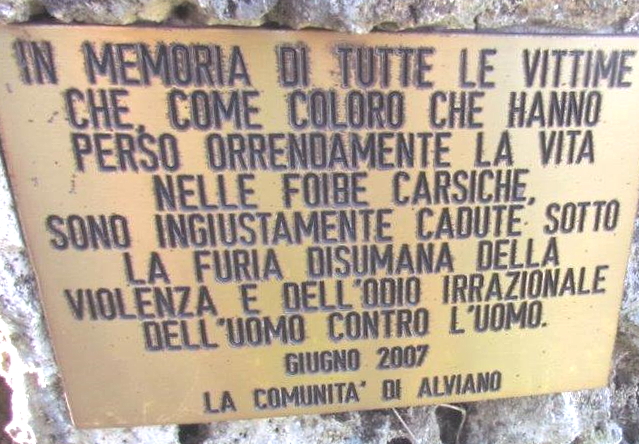 IN MEMORIA DI TUTTE LE VITTIME
CHE, COME COLORO CHE HANNO
PERSO ORRENDAMENTE LA VITA
NELLE FOIBE CARSICHE,
SONO INGIUSTAMENTE CADUTE SOTTO
LA FURIA DISUMANA DELLA
VIOLENZA E DELL'ODIO IRRAZIONALE
DELL'UOMO CONTRO L'UOMO.
GIUGNO 2007
LA COMUNITA' DI ALVIANO